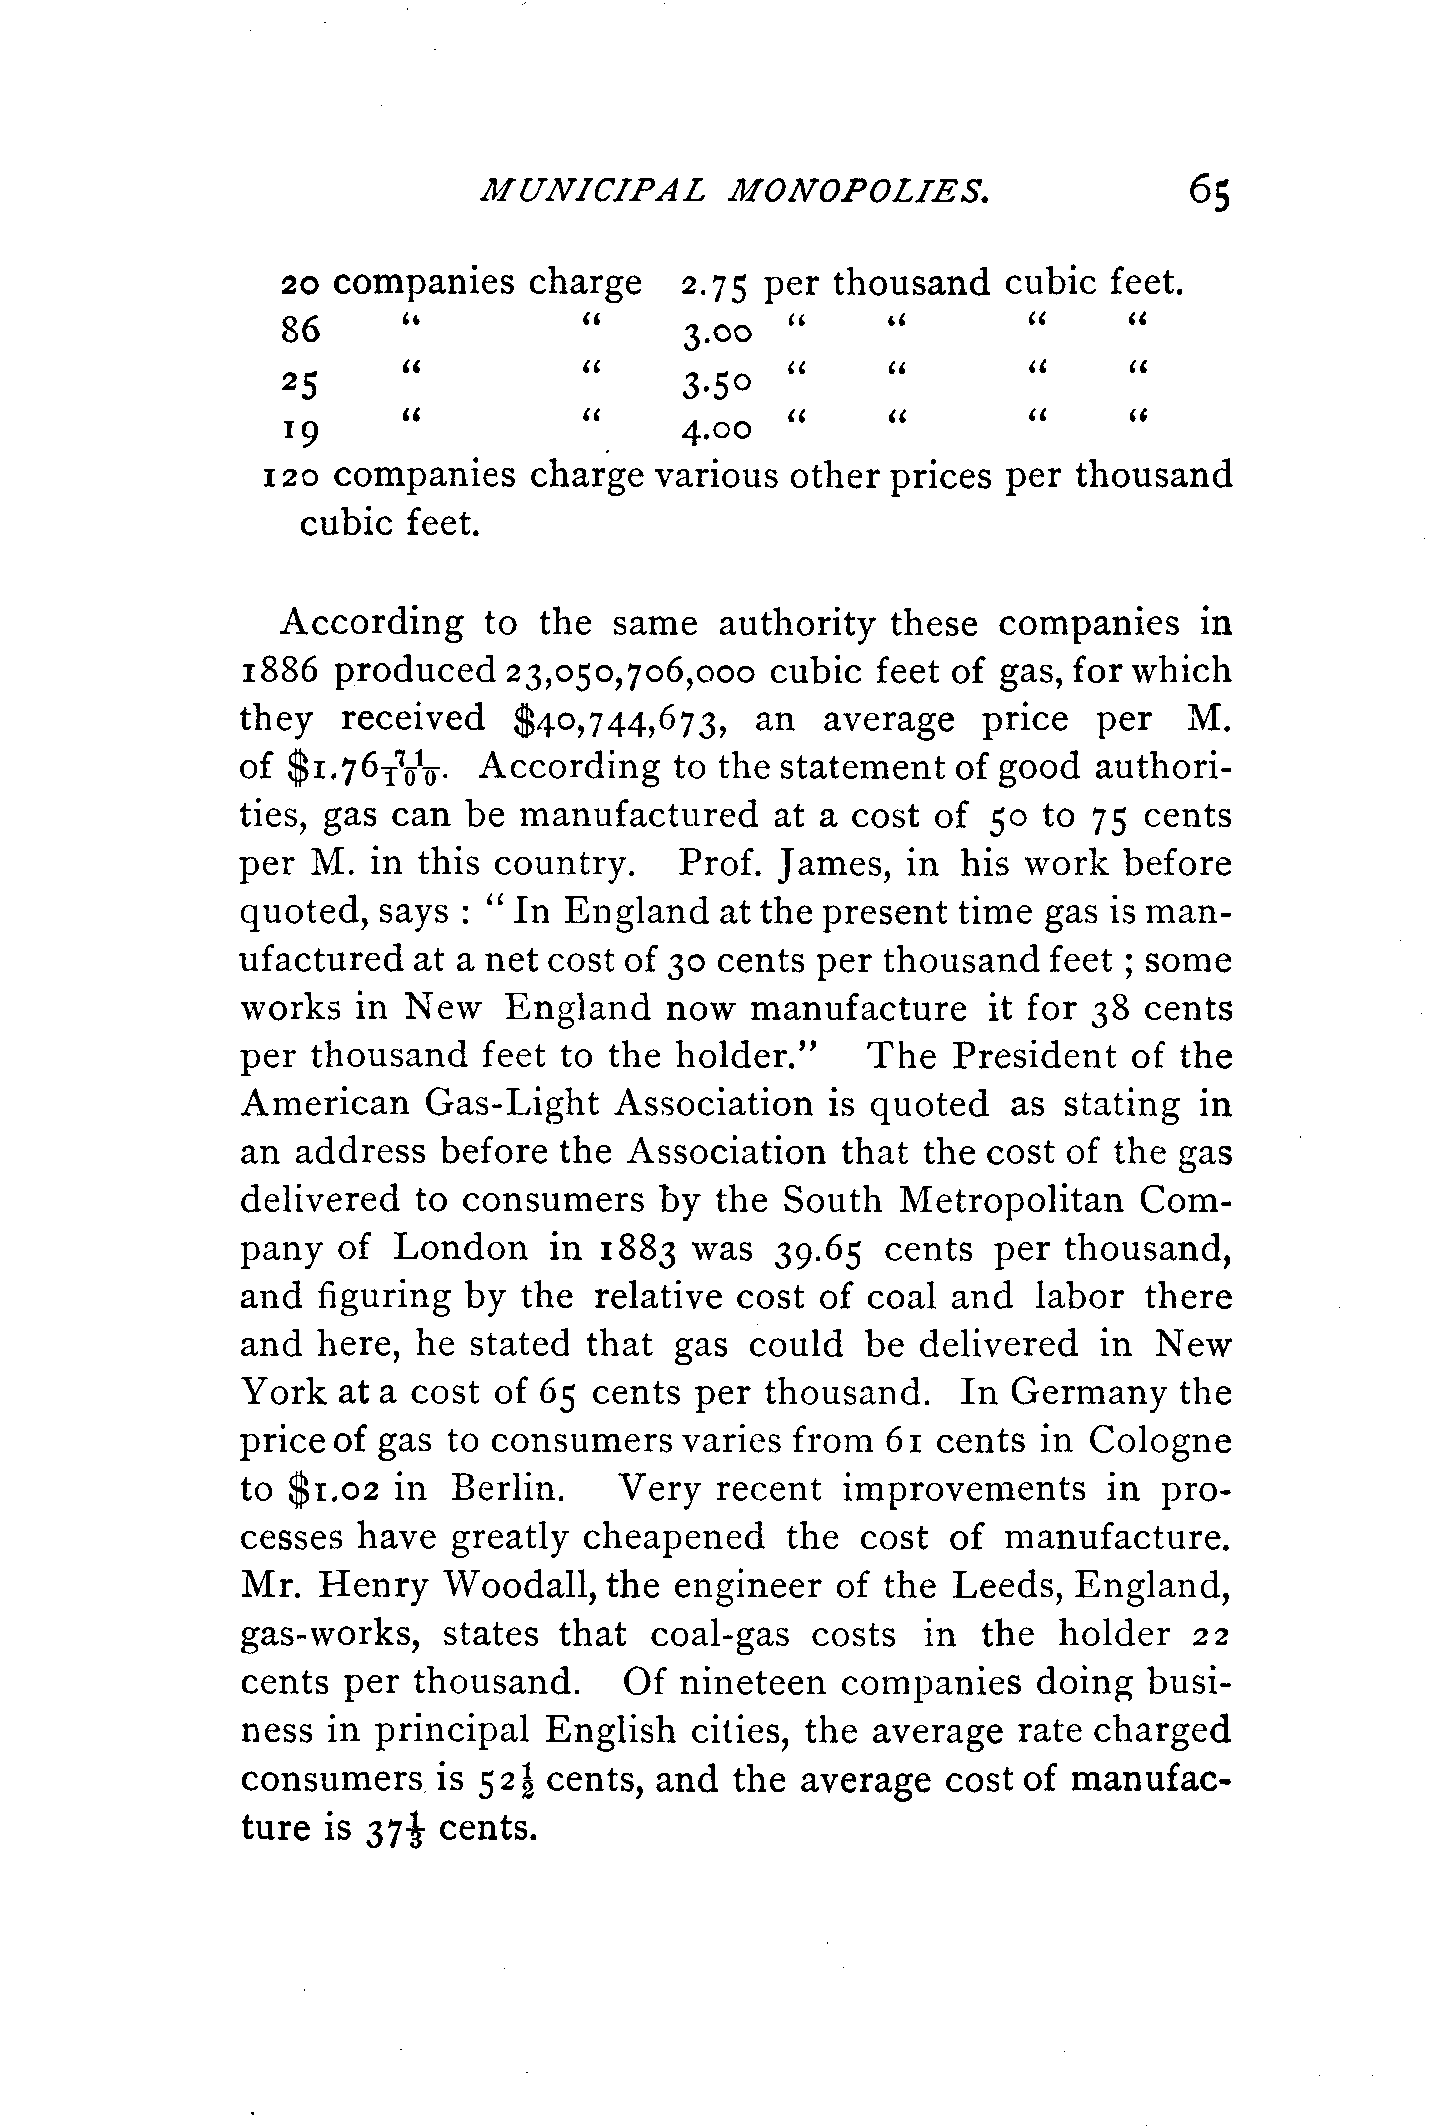 MUNICIPAL MONOPOLIES. 65
20 companies charge 2.75 per thousand cubic feet.
86 " " 3.00 " " " "
25 " " 3.50 " " " "
19 " " 4.00 " " " "
120 companies charge various other prices per thousand
cubic feet.
According to the same authority these companies in
1886 produced 23,050,706,000 cubic feet of gas, for which
they received $40,744,673, an average price per M.
of $1.76 71/100. According to the statement of good authori-
ties, gas can be manufactured at a cost of 50 to 75 cents
per M. in this country. Prof. James, in his work before
quoted, says : " In England at the present time gas is man-
ufactured at a net cost of 30 cents per thousand feet ; some
works in New England now manufacture it for 38 cents
per thousand feet to the holder." The President of the
American Gas-Light Association is quoted as stating in
an address before the Association that the cost of the gas
delivered to consumers by the South Metropolitan Com-
pany of London in 1883 was 39.65 cents per thousand,
and figuring by the relative cost of coal and labor there
and here, he stated that gas could be delivered in New
York at a cost of 65 cents per thousand. In Germany the
price of gas to consumers varies from 61 cents in Cologne
to $1.02 in Berlin. Very recent improvements in pro-
cesses have greatly cheapened the cost of manufacture.
Mr. Henry Woodall, the engineer of the Leeds, England,
gas-works, states that coal-gas costs in the holder 22
cents per thousand. Of nineteen companies doing busi-
ness in principal English cities, the average rate charged
consumers is 52½ cents, and the average cost of manufac-
ture is 37⅓ cents.